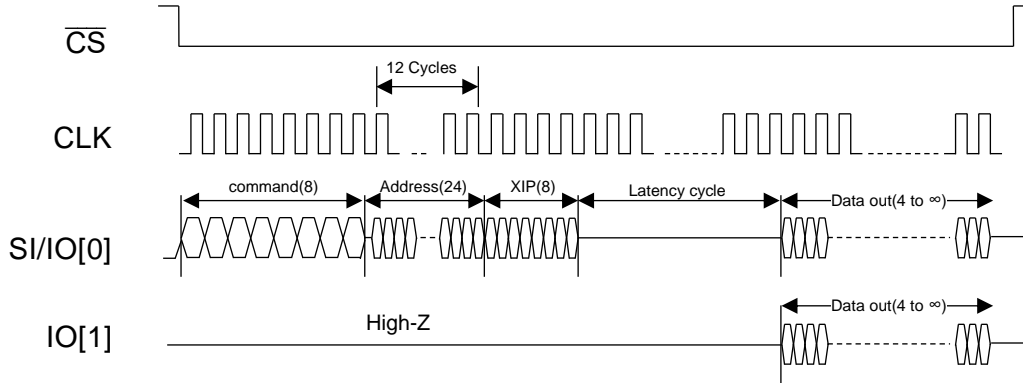 CS
12 Cycles
CLK
command(8)
Address(24)
XIP(8)
Latency cycle
Data out(4 to ∞)
SI/IO[0]
Data out(4 to ∞)
High-Z
IO[1]